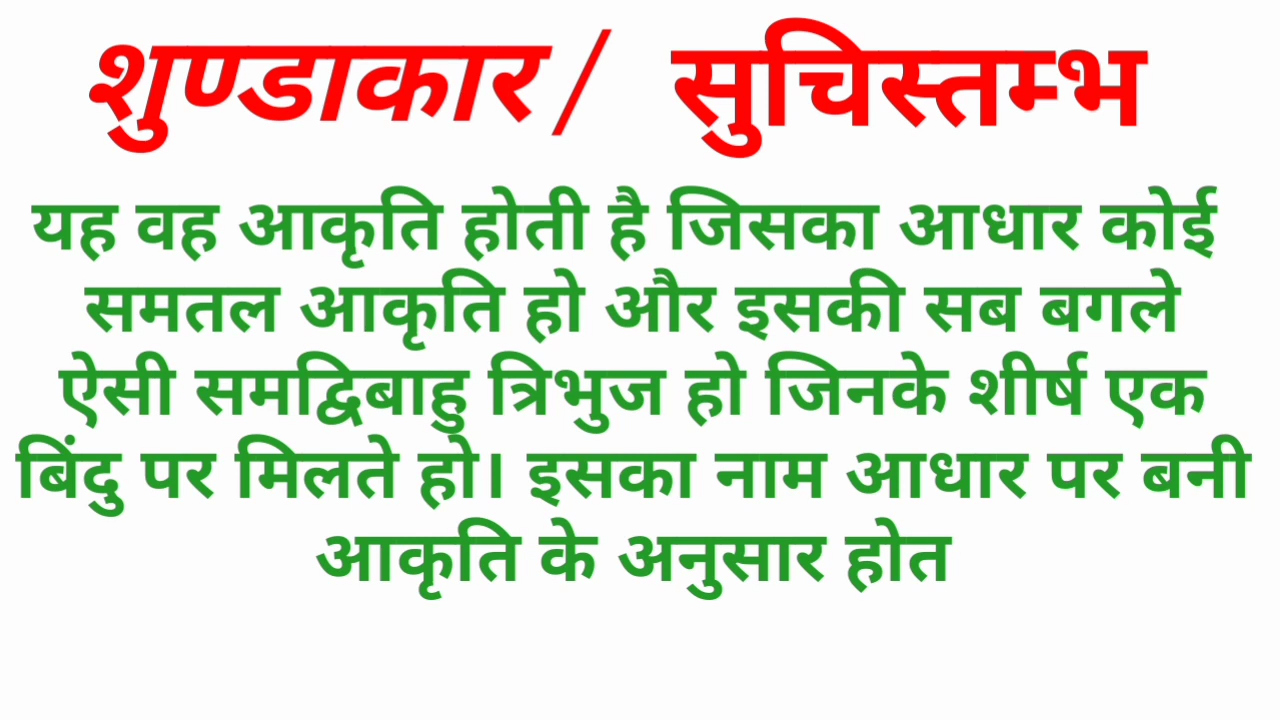 शुण्डाकार / सुचिस्तम्भ
यह वह आकृति होती है जिसका आधार कोई
समतल आकृति हो और इसकी सब बगले
ऐसी समद्विबाहु त्रिभुज हो जिनके शीर्ष एक
बिंदु पर मिलते हो। इसका नाम आधार पर बनी
आकृति के अनुसार होत